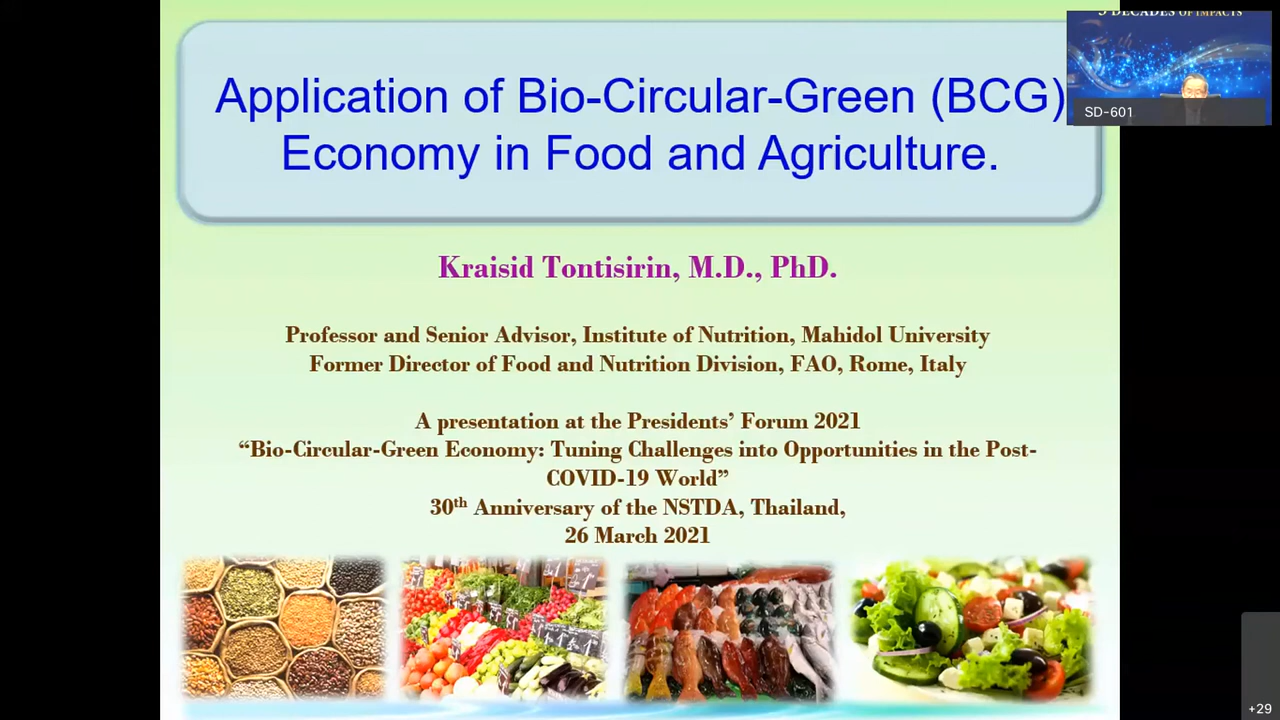 3 DECADES OF IMPACTS
SD-601
Application of Bio-Circular-Green (BCG)
Economy in Food and Agriculture.
Kraisid Tontisirin, M.D., PhD.
Professor and Senior Advisor, Institute of Nutrition, Mahidol University
Former Director of Food and Nutrition Division, FAO, Rome, Italy
A presentation at the Presidents’ Forum 2021
“Bio-Circular-Green Economy: Tuning Challenges into Opportunities in the Post-
COVID-19 World”
30th Anniversary of the NSTDA, Thailand,
26 March 2021
+29